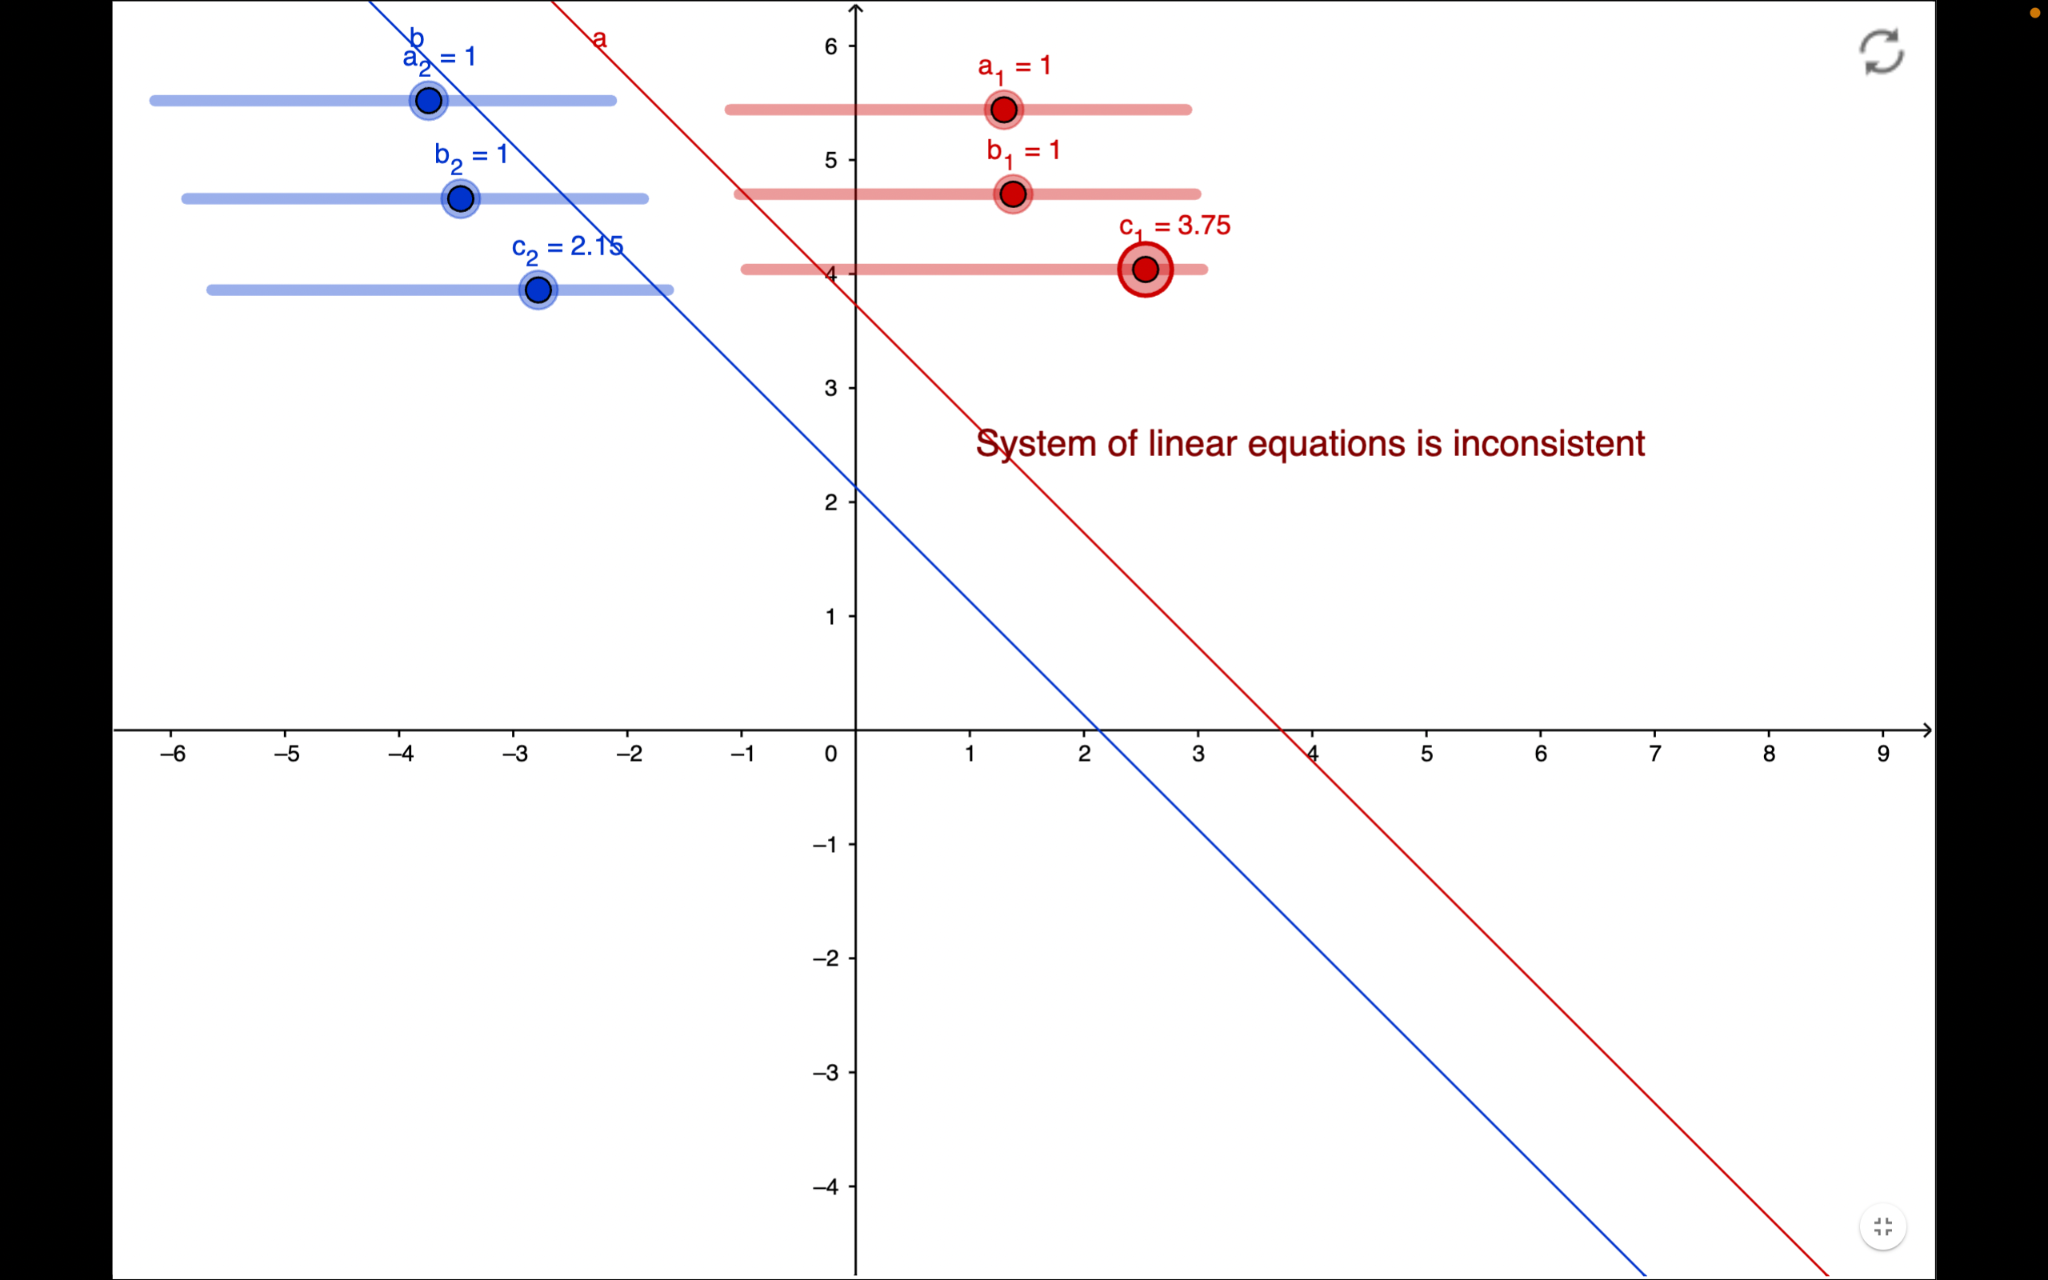 b
a₂ = 1
b₂ = 1
c₂ = 2.15
a
a₁ = 1
b₁ = 1
c₁ = 3.75
System of linear equations is inconsistent
6
5
4
3
2
1
–6 –5 –4 –3 –2 –1 0 1 2 3 4 5 6 7 8 9
–1
–2
–3
–4